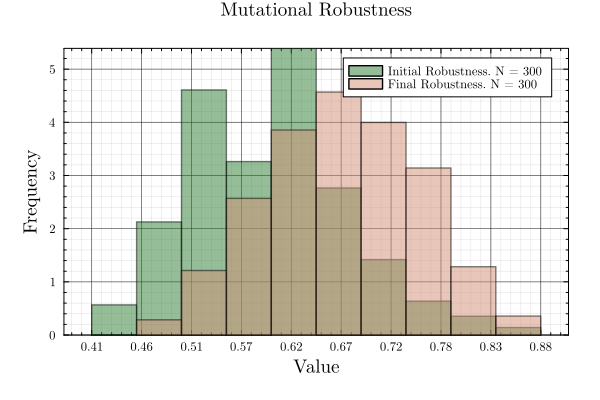 Mutational Robustness
Initial Robustness. N = 300
Final Robustness. N = 300
Frequency
5
4
3
2
1
0
0.41 0.46 0.51 0.57 0.62 0.67 0.72 0.78 0.83 0.88
Value